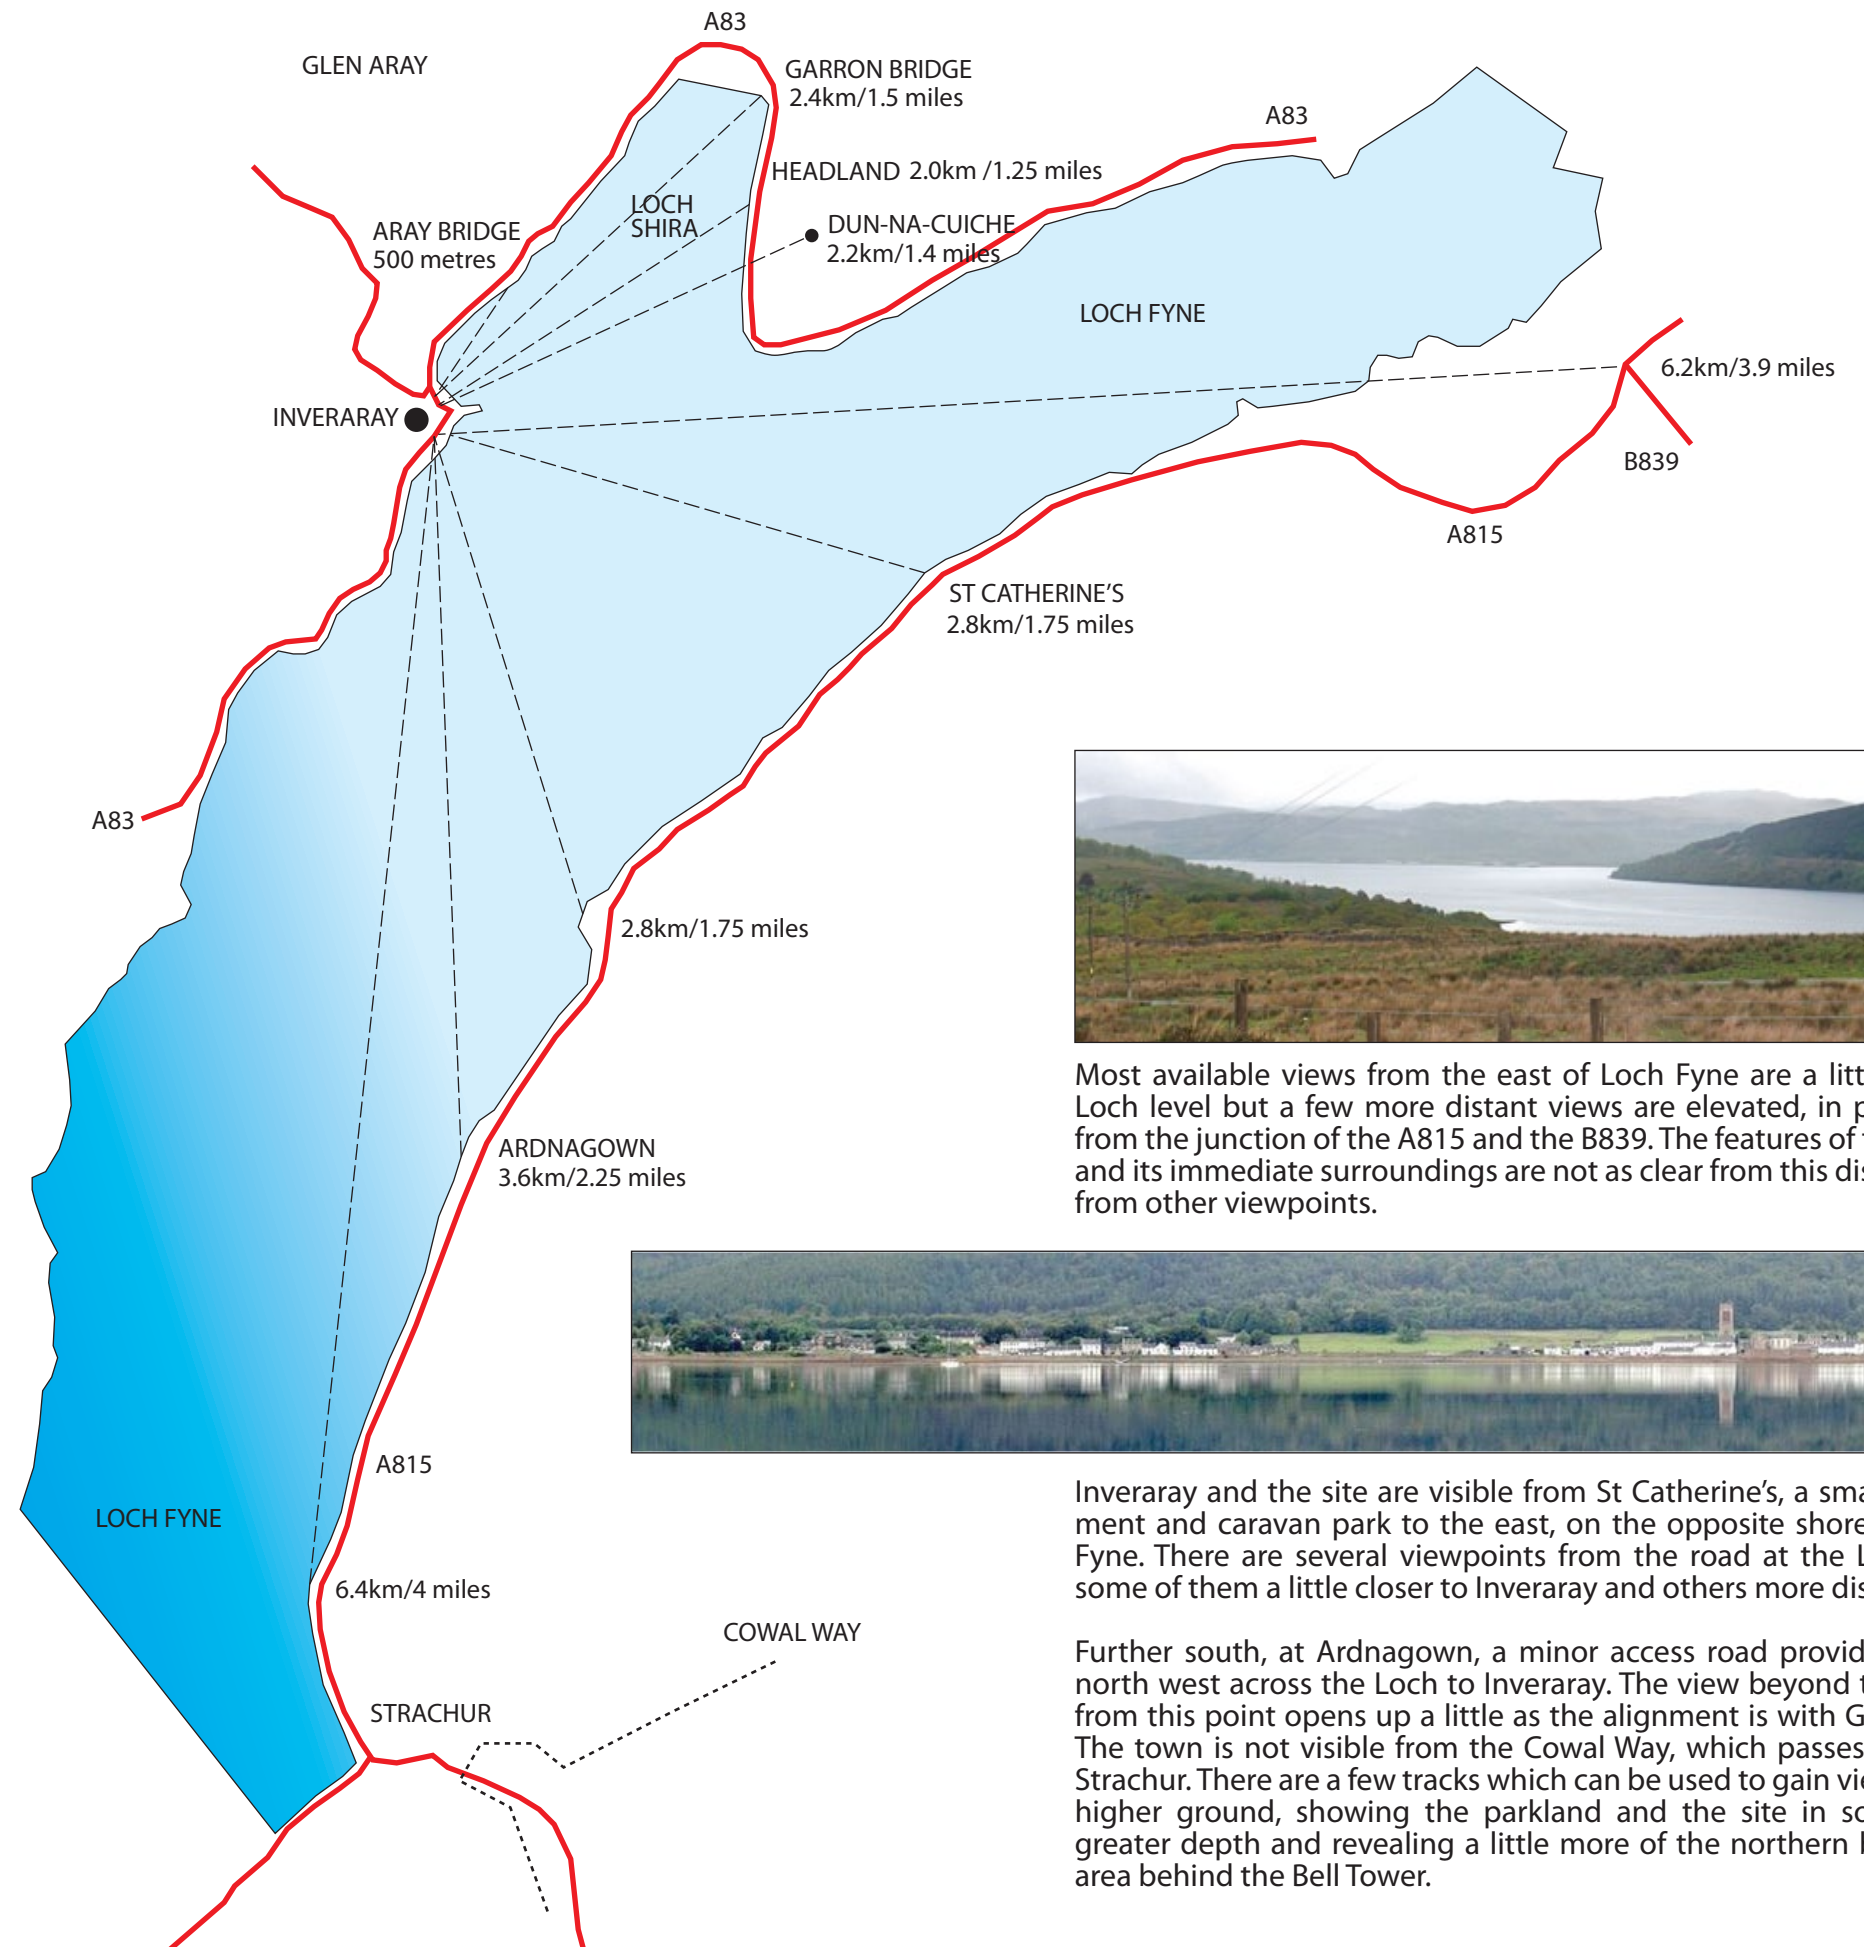 A83
GLEN ARAY
GARRON BRIDGE
2.4km/1.5 miles
A83
HEADLAND 2.0km /1.25 miles
LOCH
SHIRA
DUN-NA-CUICHE
2.2km/1.4 miles
ARAY BRIDGE
500 metres
LOCH FYNE
6.2km/3.9 miles
INVERARAY
B839
A815
ST CATHERINE'S
2.8km/1.75 miles
A83
2.8km/1.75 miles
Most available views from the east of Loch Fyne are a
Loch level but a few more distant views are elevated, in
from the junction of the A815 and the B839. The features of
and its immediate surroundings are not as clear from this
from other viewpoints.
ARDNAGOWN
3.6km/2.25 miles
A815
LOCH FYNE
6.4km/4 miles
COWAL WAY
STRACHUR
Inveraray and the site are visible from St Catherine's, a
ment and caravan park to the east, on the opposite shore
Fyne. There are several viewpoints from the road at the
some of them a little closer to Inveraray and others more
Further south, at Ardnagown, a minor access road
north west across the Loch to Inveraray. The view beyond
from this point opens up a little as the alignment is with
The town is not visible from the Cowal Way, which passes
Strachur. There are a few tracks which can be used to gain
higher ground, showing the parkland and the site in
greater depth and revealing a little more of the northern
area behind the Bell Tower.